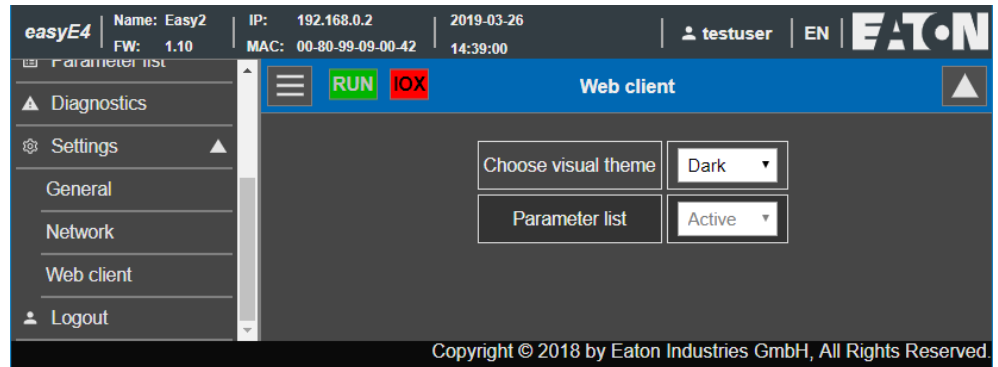 easyE4
Name: Easy2
FW: 1.10
IP: 192.168.0.2
MAC: 00-80-99-09-00-42
2019-03-26
14:39:00
testuser
EN
EATON
Parameter list
Diagnostics
Settings
General
Network
Web client
Logout
RUN IOX Web client
Choose visual theme Dark
Parameter list Active
Copyright © 2018 by Eaton Industries GmbH, All Rights Reserved.